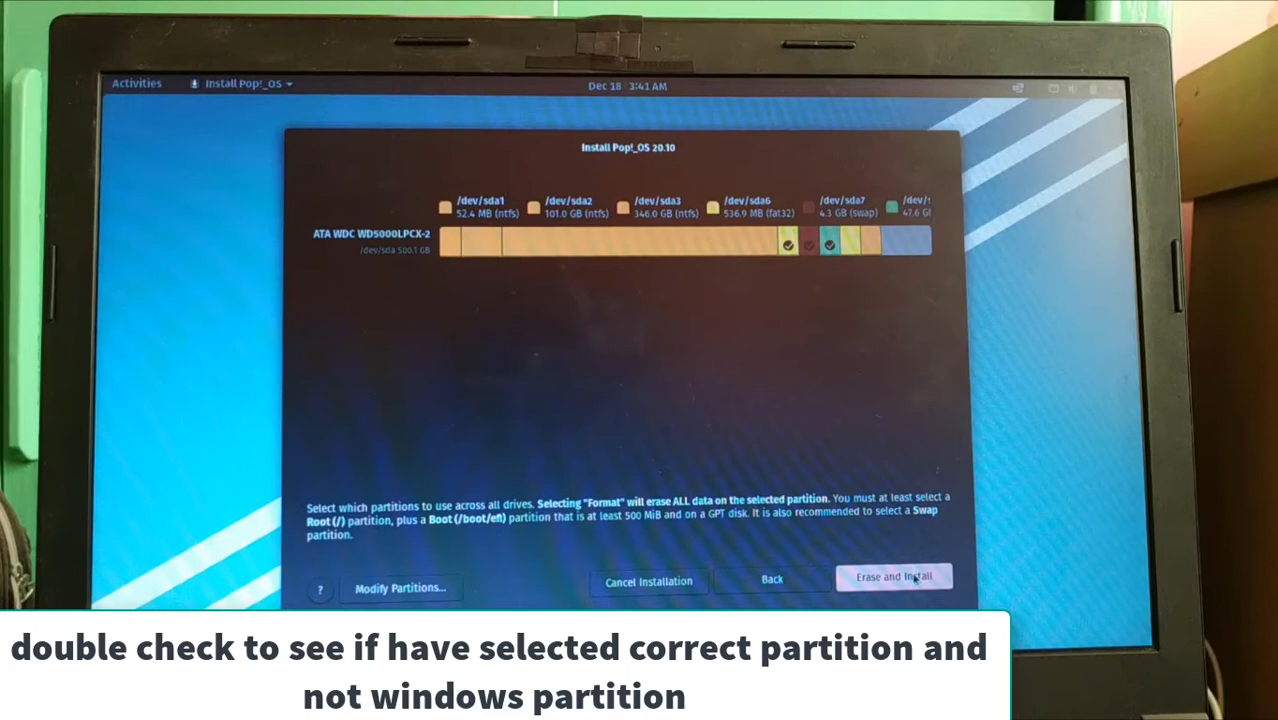 Activities
Install Pop!_OS
Dec 18 3:41 AM
Install Pop!_OS 20.10
/dev/sda1
52.4 MB (ntfs)
/dev/sda2
101.0 GB (ntfs)
/dev/sda3
346.0 GB (ntfs)
/dev/sda6
536.9 MB (fat32)
/dev/sda7
4.3 GB (swap)
/dev/
47.6 G
ATA WDC WD5000LPCX-2
/dev/sda 500.1 GB
Select which partitions to use across all drives. Selecting "Format" will erase ALL data on the selected partition. You must at least select a
Root (/) partition, plus a Boot (/boot/efi) partition that is at least 500 MiB and on a GPT disk. It is also recommended to select a Swap
partition.
?
Modify Partitions...
Cancel Installation
Back
Erase and Install
double check to see if have selected correct partition and
not windows partition